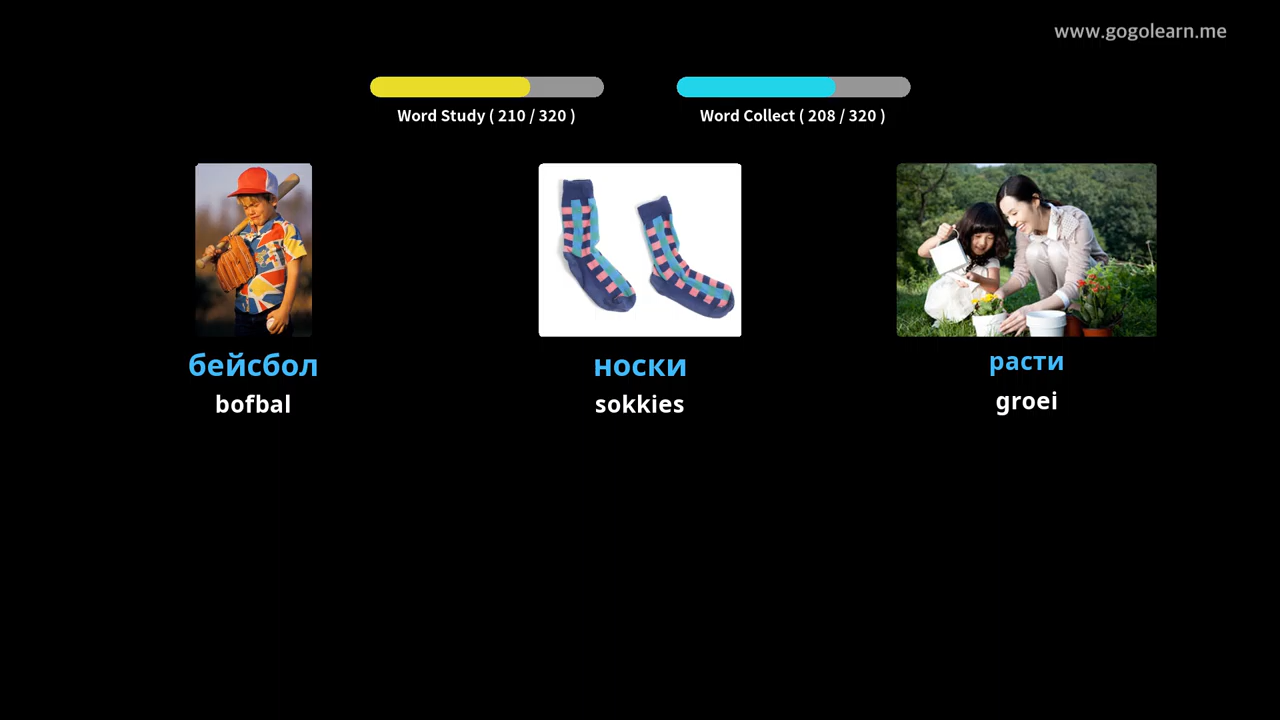 www.gogolearn.me
Word Study ( 210 / 320 )
Word Collect ( 208 / 320 )
бейсбол
bofbal
носки
sokkies
расти
groei